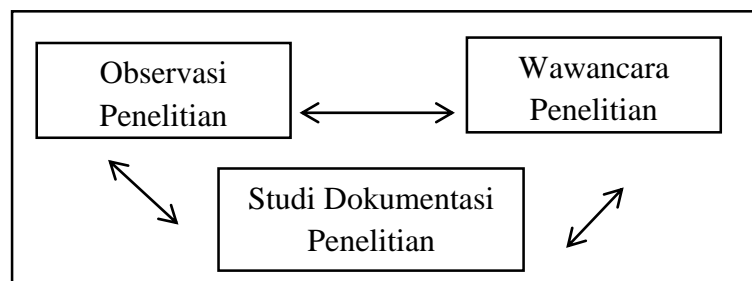 Observasi
Penelitian
Wawancara
Penelitian
Studi Dokumentasi
Penelitian